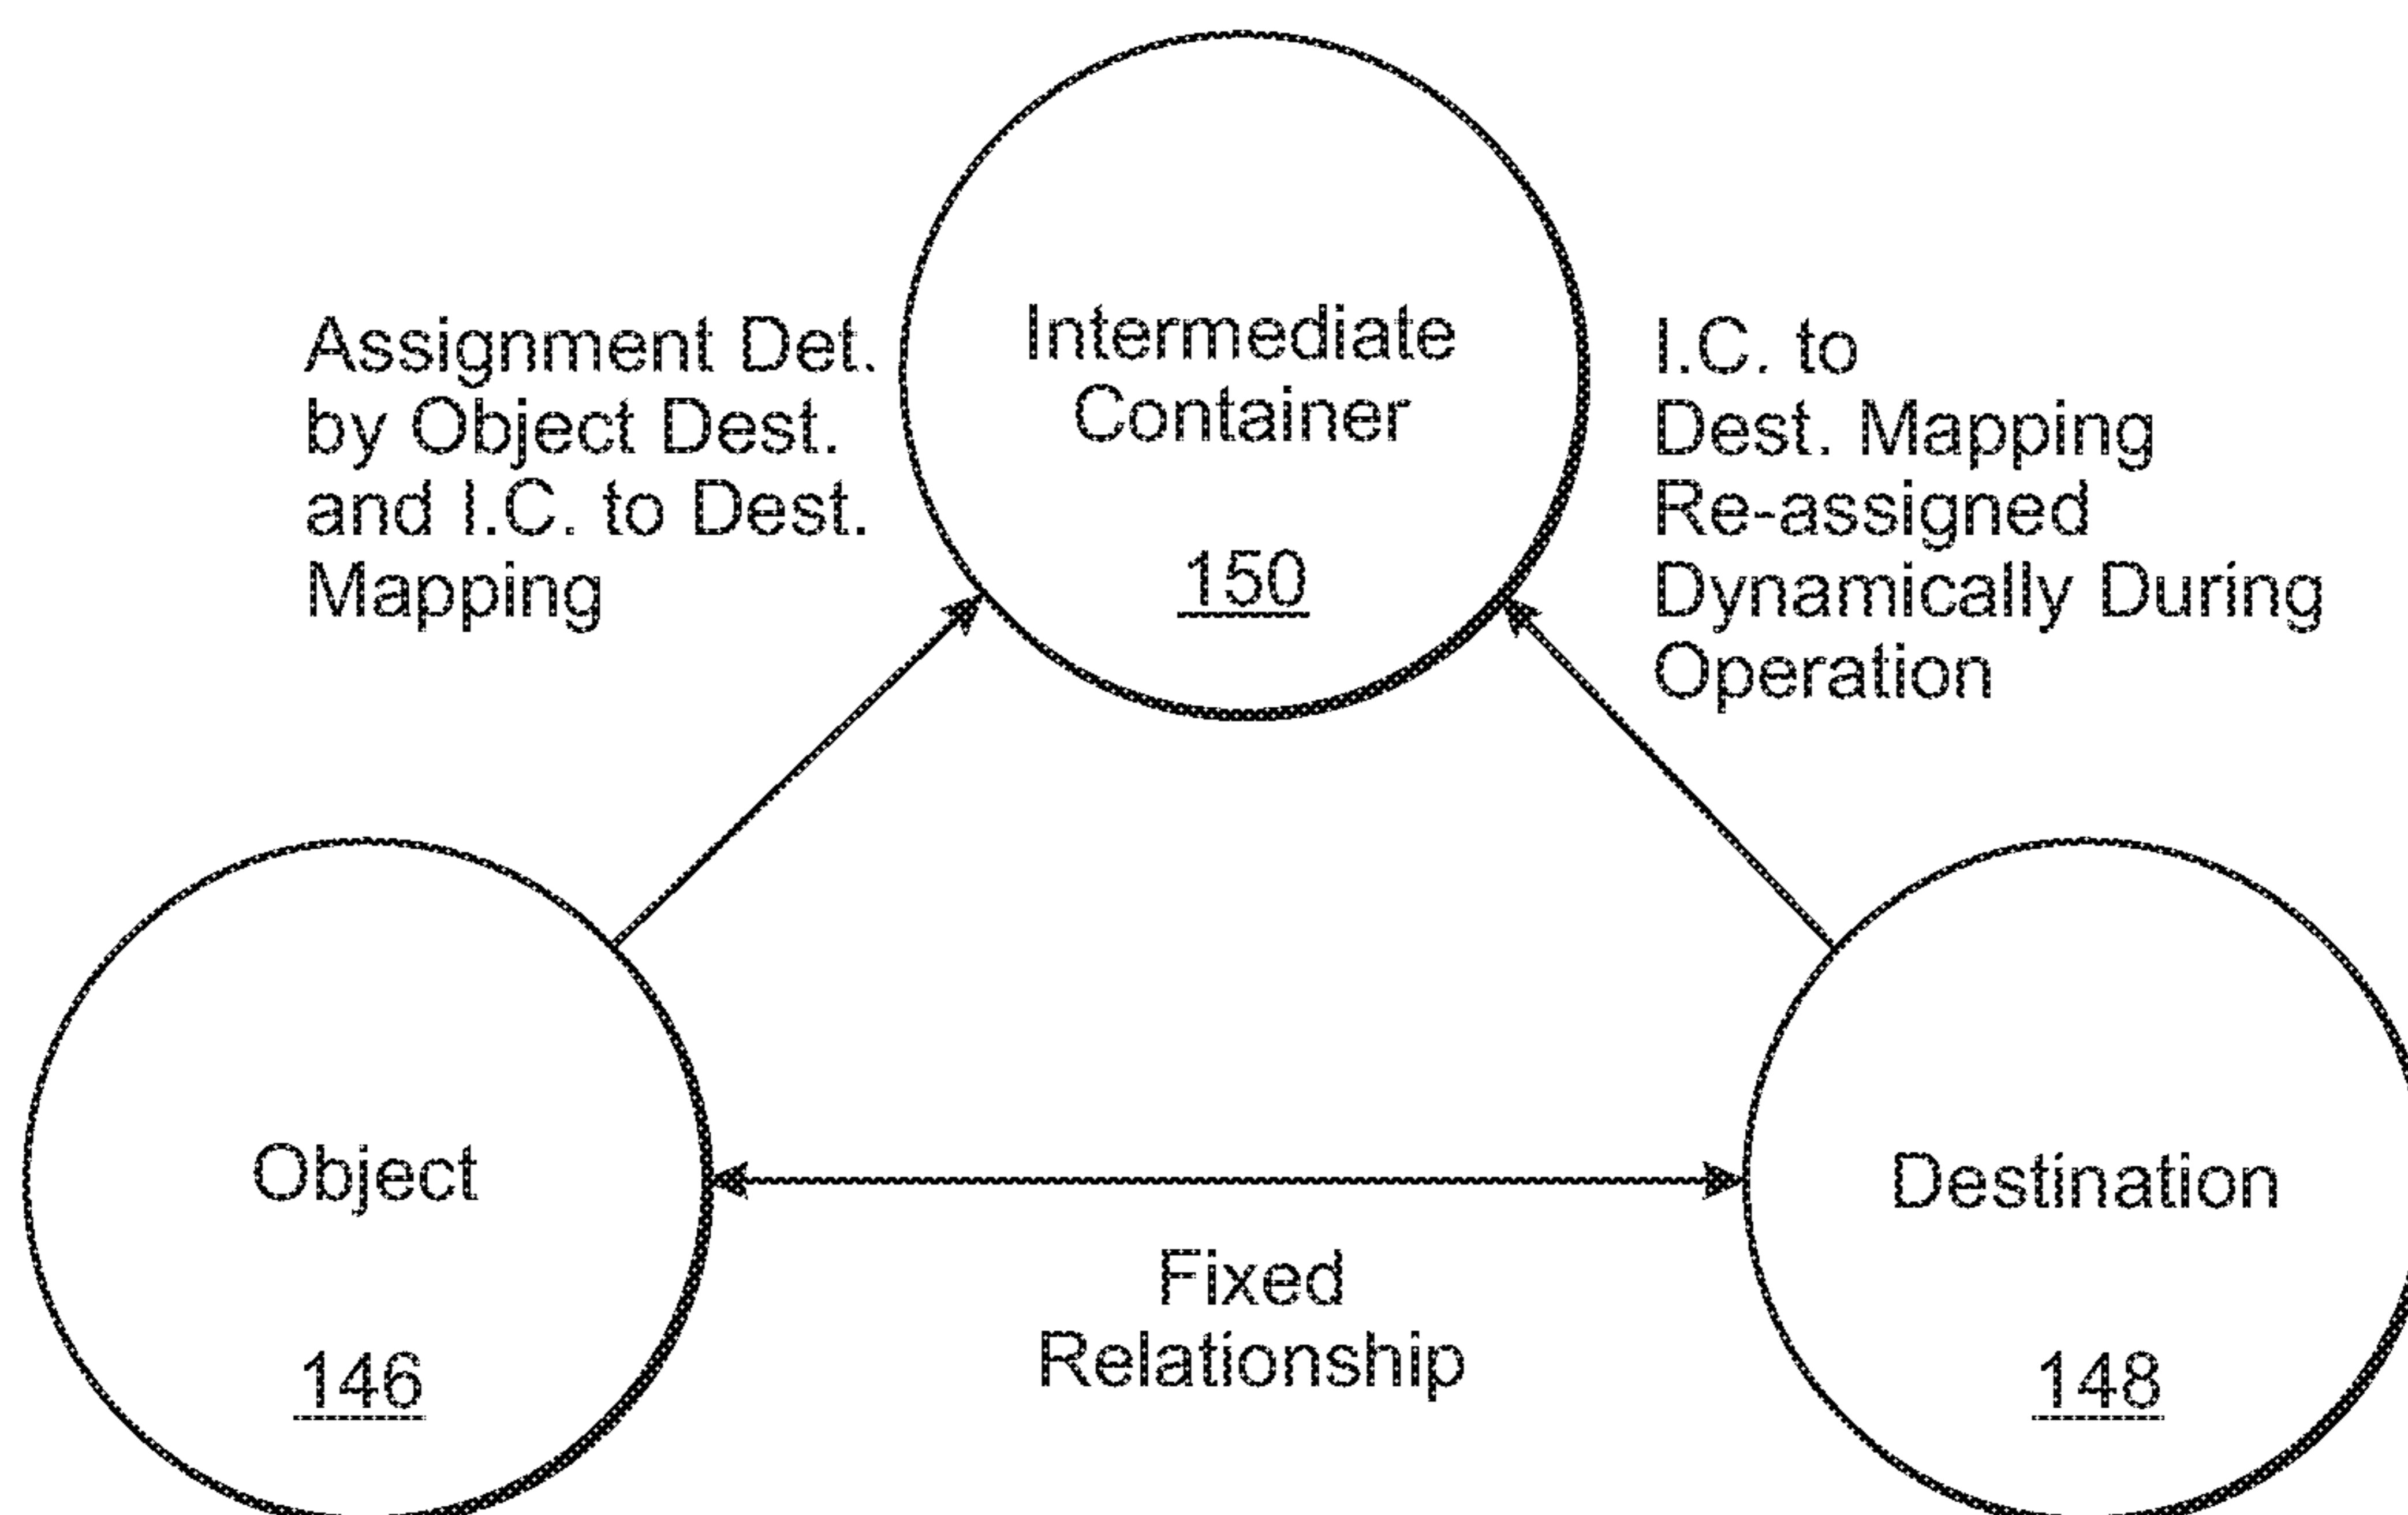 Intermediate
Container
150
Assignment Det.
by Object Dest.
and I.C. to Dest.
Mapping
I.C. to
Dest. Mapping
Re-assigned
Dynamically During
Operation
Object
146
Fixed
Relationship
Destination
148